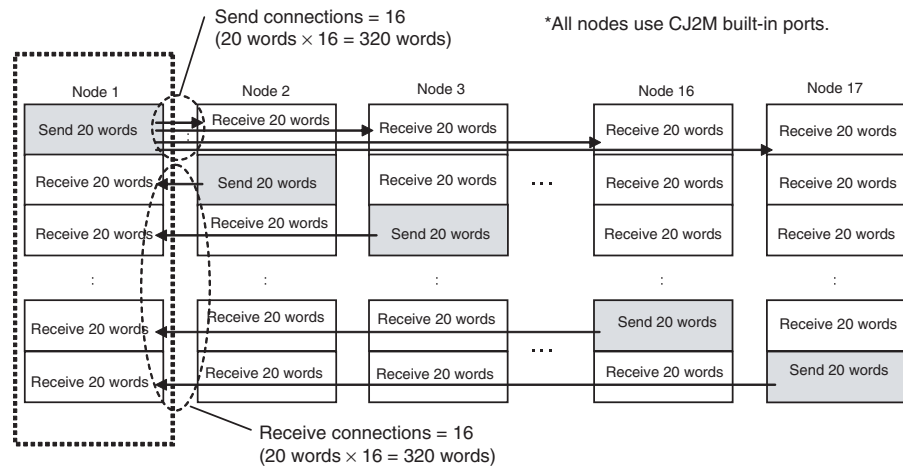 Send connections = 16
(20 words × 16 = 320 words)
*All nodes use CJ2M built-in ports.
Node 1
Node 2
Node 3
Node 16
Node 17
Send 20 words
Receive 20 words
Receive 20 words
Receive 20 words
Receive 20 words
Receive 20 words
Send 20 words
Receive 20 words
...
Receive 20 words
Receive 20 words
Receive 20 words
Receive 20 words
Send 20 words
Receive 20 words
Receive 20 words
: : : : :
Receive 20 words
Receive 20 words
Receive 20 words
Send 20 words
Receive 20 words
...
Receive 20 words
Receive 20 words
Receive 20 words
Receive 20 words
Send 20 words
Receive connections = 16
(20 words × 16 = 320 words)